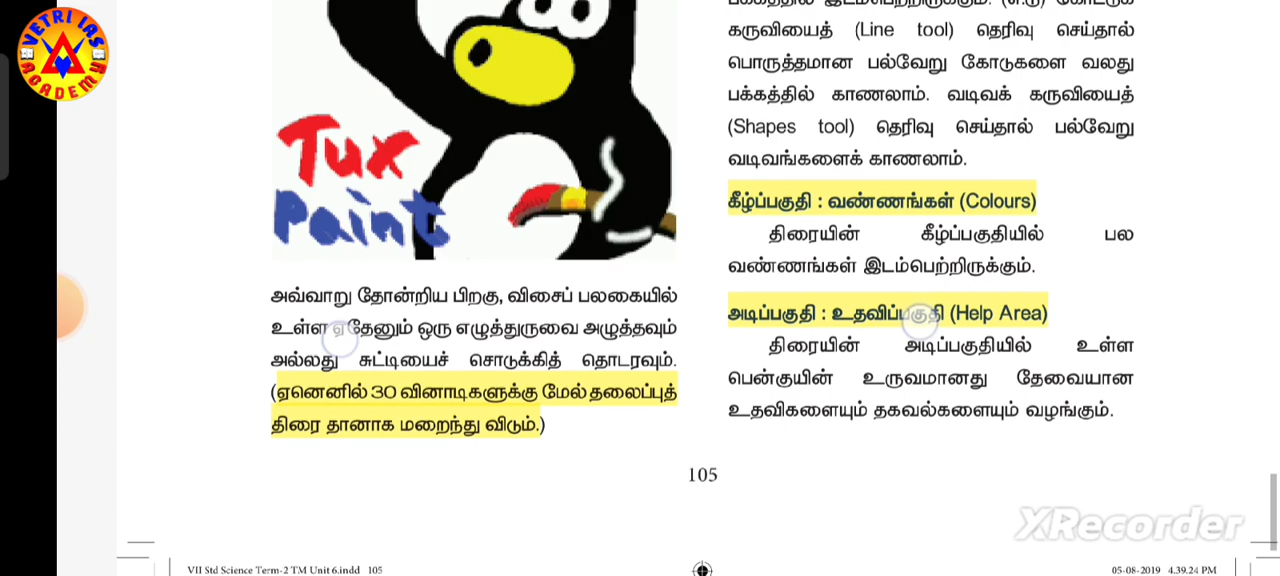 VETRI IAS
ACADEMY
Tux
Paint
அவ்வாறு தோன்றிய பிறகு, விசைப் பலகையில்
உள்ள ஏதேனும் ஒரு எழுத்துருவை அழுத்தவும்
அல்லது சுட்டியைச் சொடுக்கித் தொடரவும்.
(ஏனெனில் 30 வினாடிகளுக்கு மேல் தலைப்புத்
திரை தானாக மறைந்து விடும்.)
பக்கத்தில் இடம்பெற்றிருக்கும். (எ.டு) கோட்டுக்
கருவியைத் (Line tool) தெரிவு செய்தால்
பொருத்தமான பல்வேறு கோடுகளை வலது
பக்கத்தில் காணலாம். வடிவக் கருவியைத்
(Shapes tool) தெரிவு செய்தால் பல்வேறு
வடிவங்களைக் காணலாம்.
கீழ்ப்பகுதி : வண்ணங்கள் (Colours)
திரையின் கீழ்ப்பகுதியில் பல
வண்ணங்கள் இடம்பெற்றிருக்கும்.
அடிப்பகுதி : உதவிப்பகுதி (Help Area)
திரையின் அடிப்பகுதியில் உள்ள
பென்குயின் உருவமானது தேவையான
உதவிகளையும் தகவல்களையும் வழங்கும்.
105
XRecorder
VII Std Science Term-2 TM Unit 6.indd 105
05-08-2019 4.39.24 PM